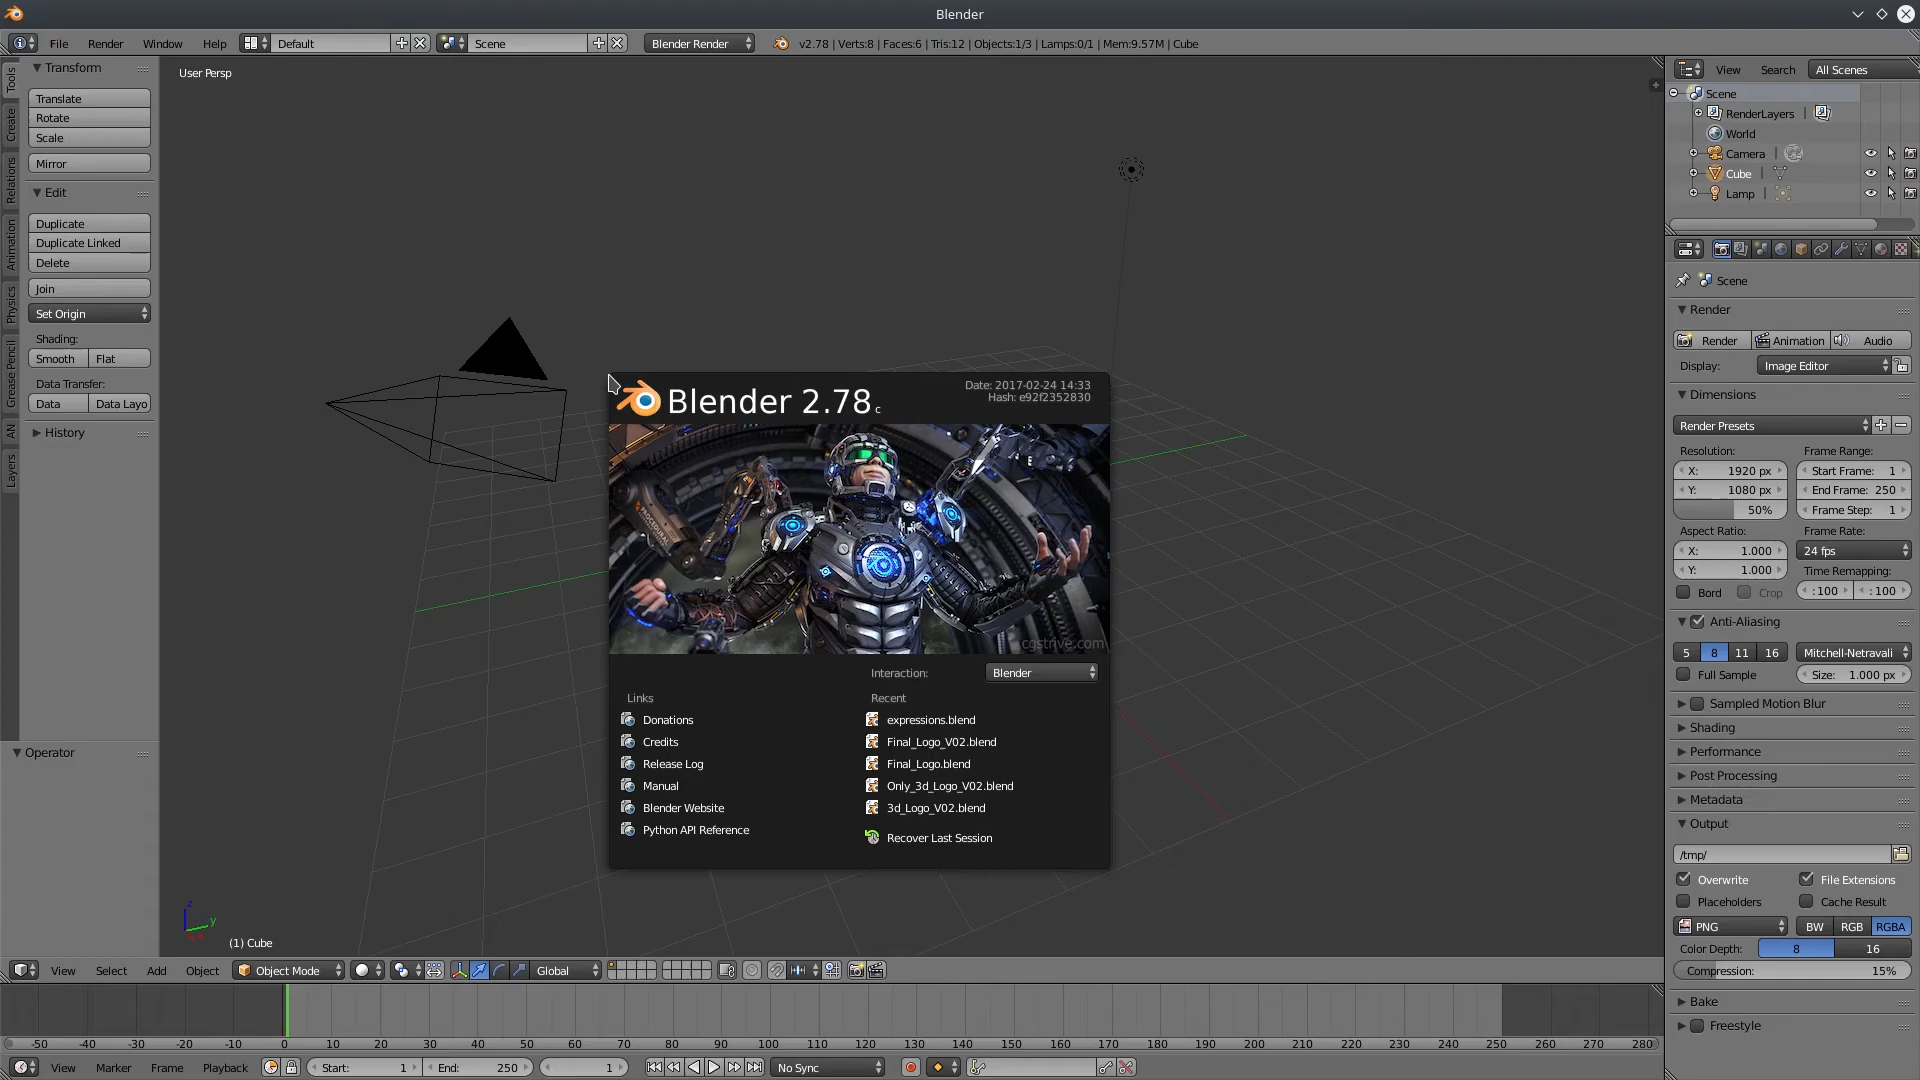 Blender
File Render Window Help Default Scene Blender Render v2.78 | Verts:8 | Faces:6 | Tris:12 | Objects:1/3 | Lamps:0/1 | Mem:9.57M | Cube
Tools
Create
Relations
Animation
Physics
Grease Pencil
AN
Layers
Transform
Translate
Rotate
Scale
Mirror
Edit
Duplicate
Duplicate Linked
Delete
Join
Set Origin
Shading:
Smooth Flat
Data Transfer:
Data Data Layo
History
Operator
User Persp
Blender 2.78 c
Date: 2017-02-24 14:33
Hash: e92f2352830
cgstrive.com
Interaction: Blender
Links
Donations
Credits
Release Log
Manual
Blender Website
Python API Reference
Recent
expressions.blend
Final_Logo_V02.blend
Final_Logo.blend
Only_3d_Logo_V02.blend
3d_Logo_V02.blend
Recover Last Session
z
y
(1) Cube
View Select Add Object Object Mode Global
-50 -40 -30 -20 -10 0 10 20 30 40 50 60 70 80 90 100 110 120 130 140 150 160 170 180 190 200 210 220 230 240 250 260 270 280
View Marker Frame Playback Start: 1 End: 250 1 No Sync
View Search All Scenes
Scene
RenderLayers |
World
Camera |
Cube |
Lamp |
Scene
Render
Render Animation Audio
Display: Image Editor
Dimensions
Render Presets
Resolution: Frame Range:
X: 1920 px Start Frame: 1
Y: 1080 px End Frame: 250
50% Frame Step: 1
Aspect Ratio: Frame Rate:
X: 1.000 24 fps
Y: 1.000 Time Remapping:
Bord Crop : 100 : 100
Anti-Aliasing
5 8 11 16 Mitchell-Netravali
Full Sample Size: 1.000 px
Sampled Motion Blur
Shading
Performance
Post Processing
Metadata
Output
/tmp/
Overwrite File Extensions
Placeholders Cache Result
PNG BW RGB RGBA
Color Depth: 8 16
Compression: 15%
Bake
Freestyle